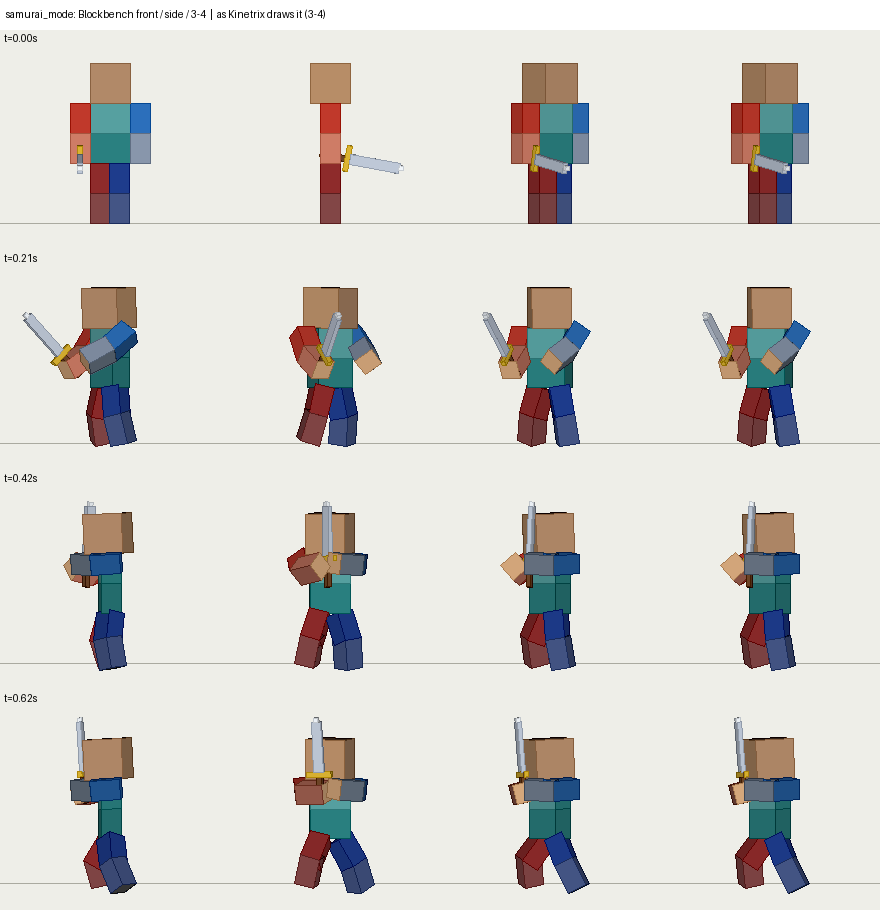 samurai_mode: Blockbench front / side / 3-4 | as Kinetrix draws it (3-4)
t=0.00s
t=0.21s
t=0.42s
t=0.62s